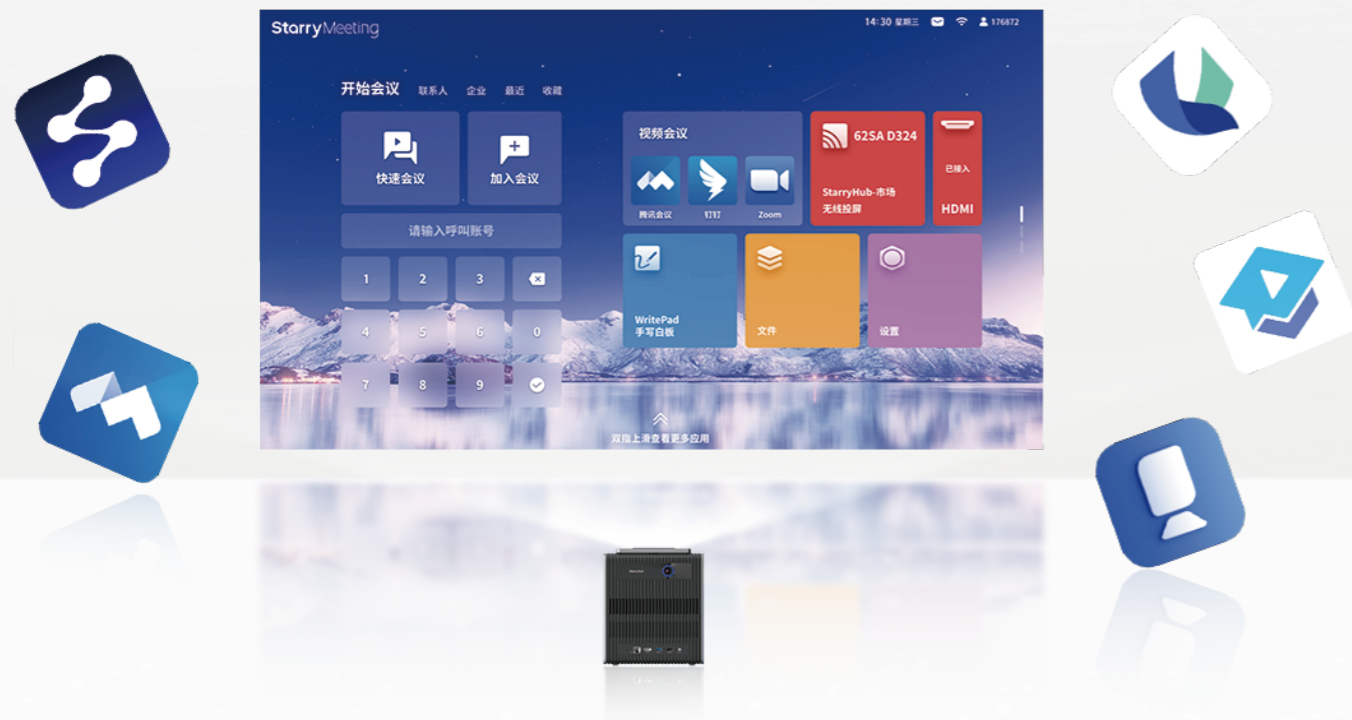 StarryMeeting
14:30 星期三
176872
开始会议 联系人 企业 最近 收藏
快速会议
加入会议
请输入呼叫账号
1 2 3
4 5 6 0
7 8 9
视频会议
腾讯会议 钉钉 Zoom
62SA D324
StarryHub-市场
无线投屏
已接入
HDMI
WritePad
手写白板
文件
设置
双指上滑查看更多应用